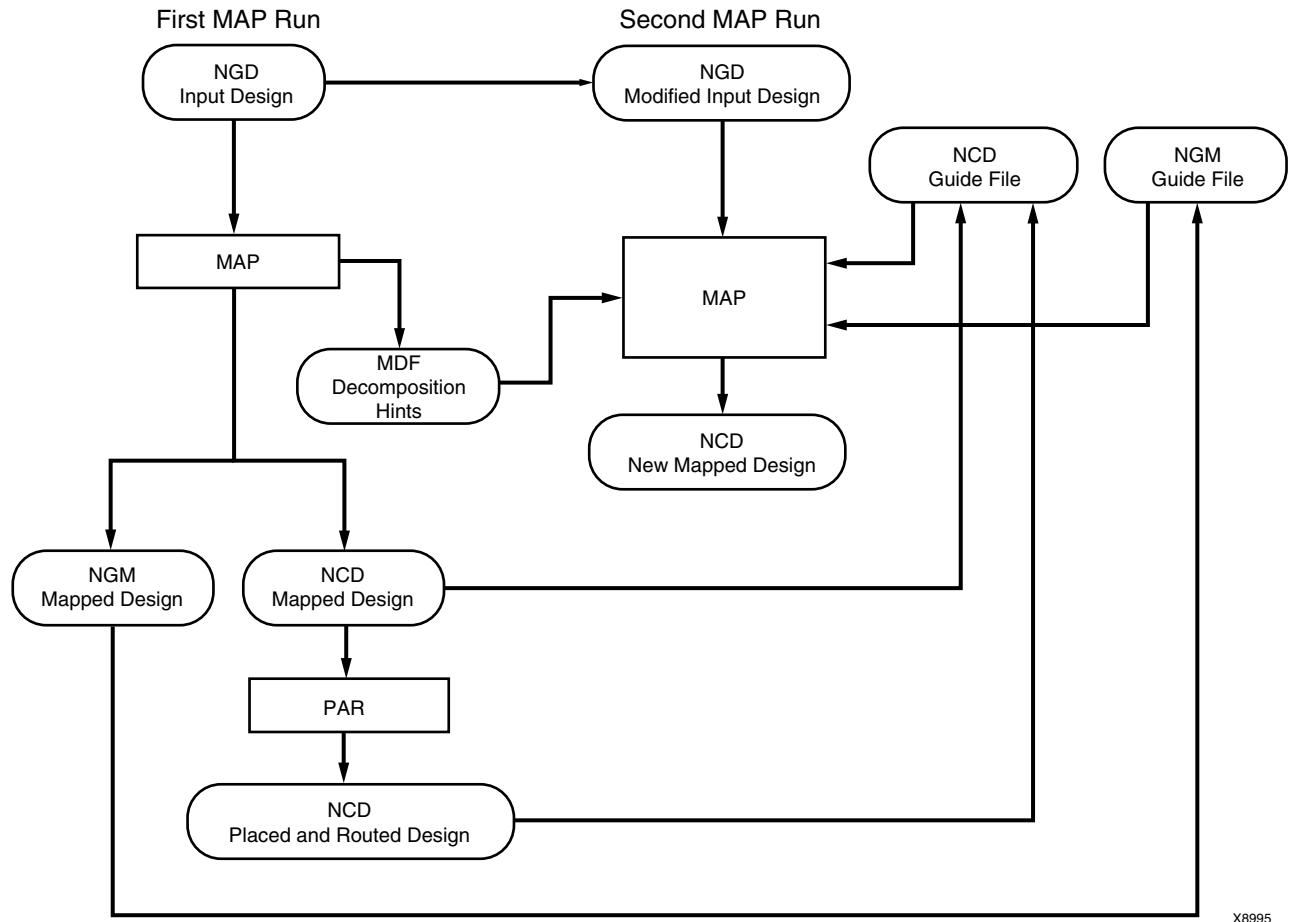 First MAP Run
Second MAP Run
NGD
Input Design
NGD
Modified Input Design
NCD
Guide File
NGM
Guide File
MAP
MAP
MDF
Decomposition
Hints
NCD
New Mapped Design
NGM
Mapped Design
NCD
Mapped Design
PAR
NCD
Placed and Routed Design
X8995